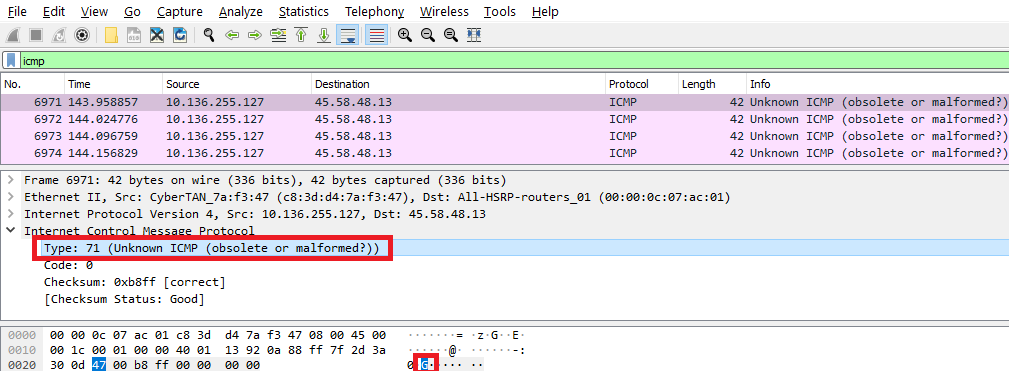 File Edit View Go Capture Analyze Statistics Telephony Wireless Tools Help
icmp
No. Time Source Destination Protocol Length Info
6971 143.958857 10.136.255.127 45.58.48.13 ICMP 42 Unknown ICMP (obsolete or malformed?)
6972 144.024776 10.136.255.127 45.58.48.13 ICMP 42 Unknown ICMP (obsolete or malformed?)
6973 144.096759 10.136.255.127 45.58.48.13 ICMP 42 Unknown ICMP (obsolete or malformed?)
6974 144.156829 10.136.255.127 45.58.48.13 ICMP 42 Unknown ICMP (obsolete or malformed?)
Frame 6971: 42 bytes on wire (336 bits), 42 bytes captured (336 bits)
Ethernet II, Src: CyberTAN_7a:f3:47 (c8:3d:d4:7a:f3:47), Dst: All-HSRP-routers_01 (00:00:0c:07:ac:01)
Internet Protocol Version 4, Src: 10.136.255.127, Dst: 45.58.48.13
Internet Control Message Protocol
Type: 71 (Unknown ICMP (obsolete or malformed?))
Code: 0
Checksum: 0xb8ff [correct]
[Checksum Status: Good]
0000 00 00 0c 07 ac 01 c8 3d d4 7a f3 47 08 00 45 00 ·······= ·z·G··E·
0010 00 1c 00 01 00 00 40 01 13 92 0a 88 ff 7f 2d 3a ······@· ······-:
0020 30 0d 47 00 b8 ff 00 00 00 00 0·G····· ··